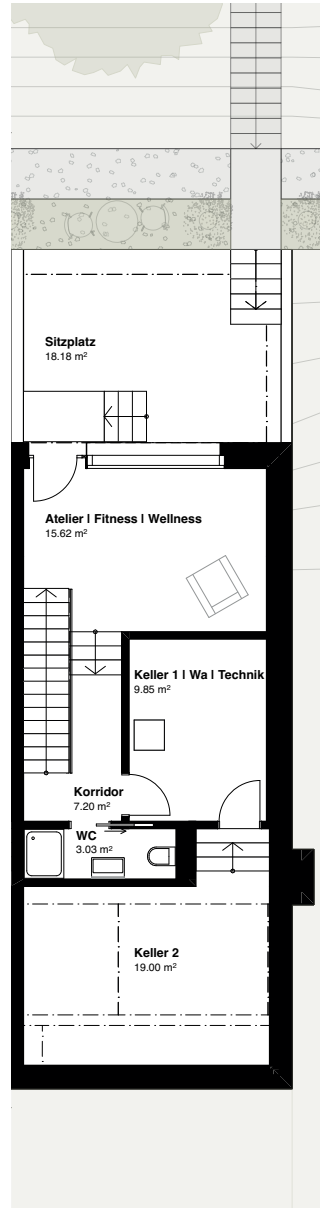 Sitzplatz
18.18 m²
Atelier | Fitness | Wellness
15.62 m²
Keller 1 | Wa | Technik
9.85 m²
Korridor
7.20 m²
WC
3.03 m²
Keller 2
19.00 m²